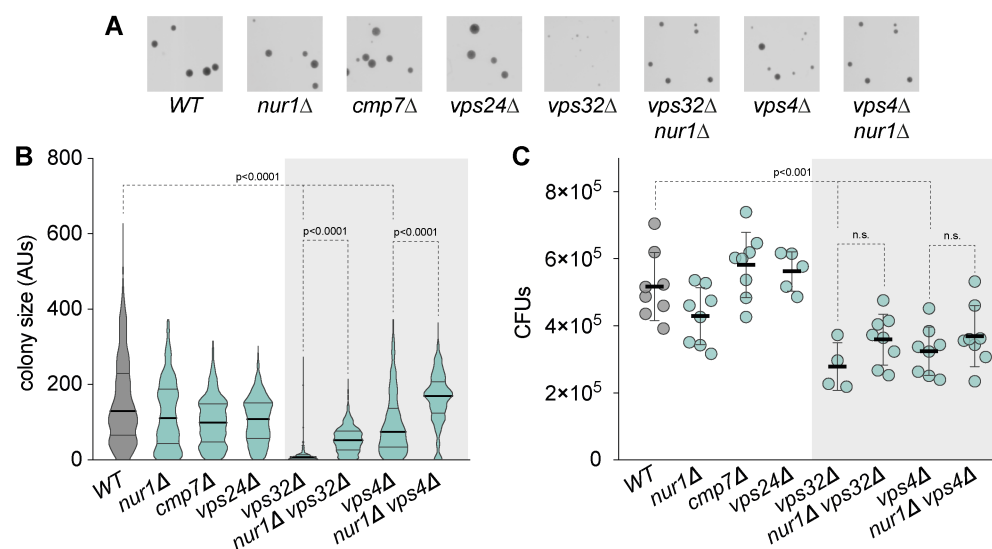 A
WT
nur1Δ
cmp7Δ
vps24Δ
vps32Δ
vps32Δ
nur1Δ
vps4Δ
vps4Δ
nur1Δ
B
colony size (AUs)
800
600
400
200
0
p<0.0001
p<0.0001
p<0.0001
WT
nur1Δ
cmp7Δ
vps24Δ
vps32Δ
nur1Δ vps32Δ
vps4Δ
nur1Δ vps4Δ
C
CFUs
8×10⁵
6×10⁵
4×10⁵
2×10⁵
0
p<0.001
n.s.
n.s.
WT
nur1Δ
cmp7Δ
vps24Δ
vps32Δ
nur1Δ vps32Δ
vps4Δ
nur1Δ vps4Δ